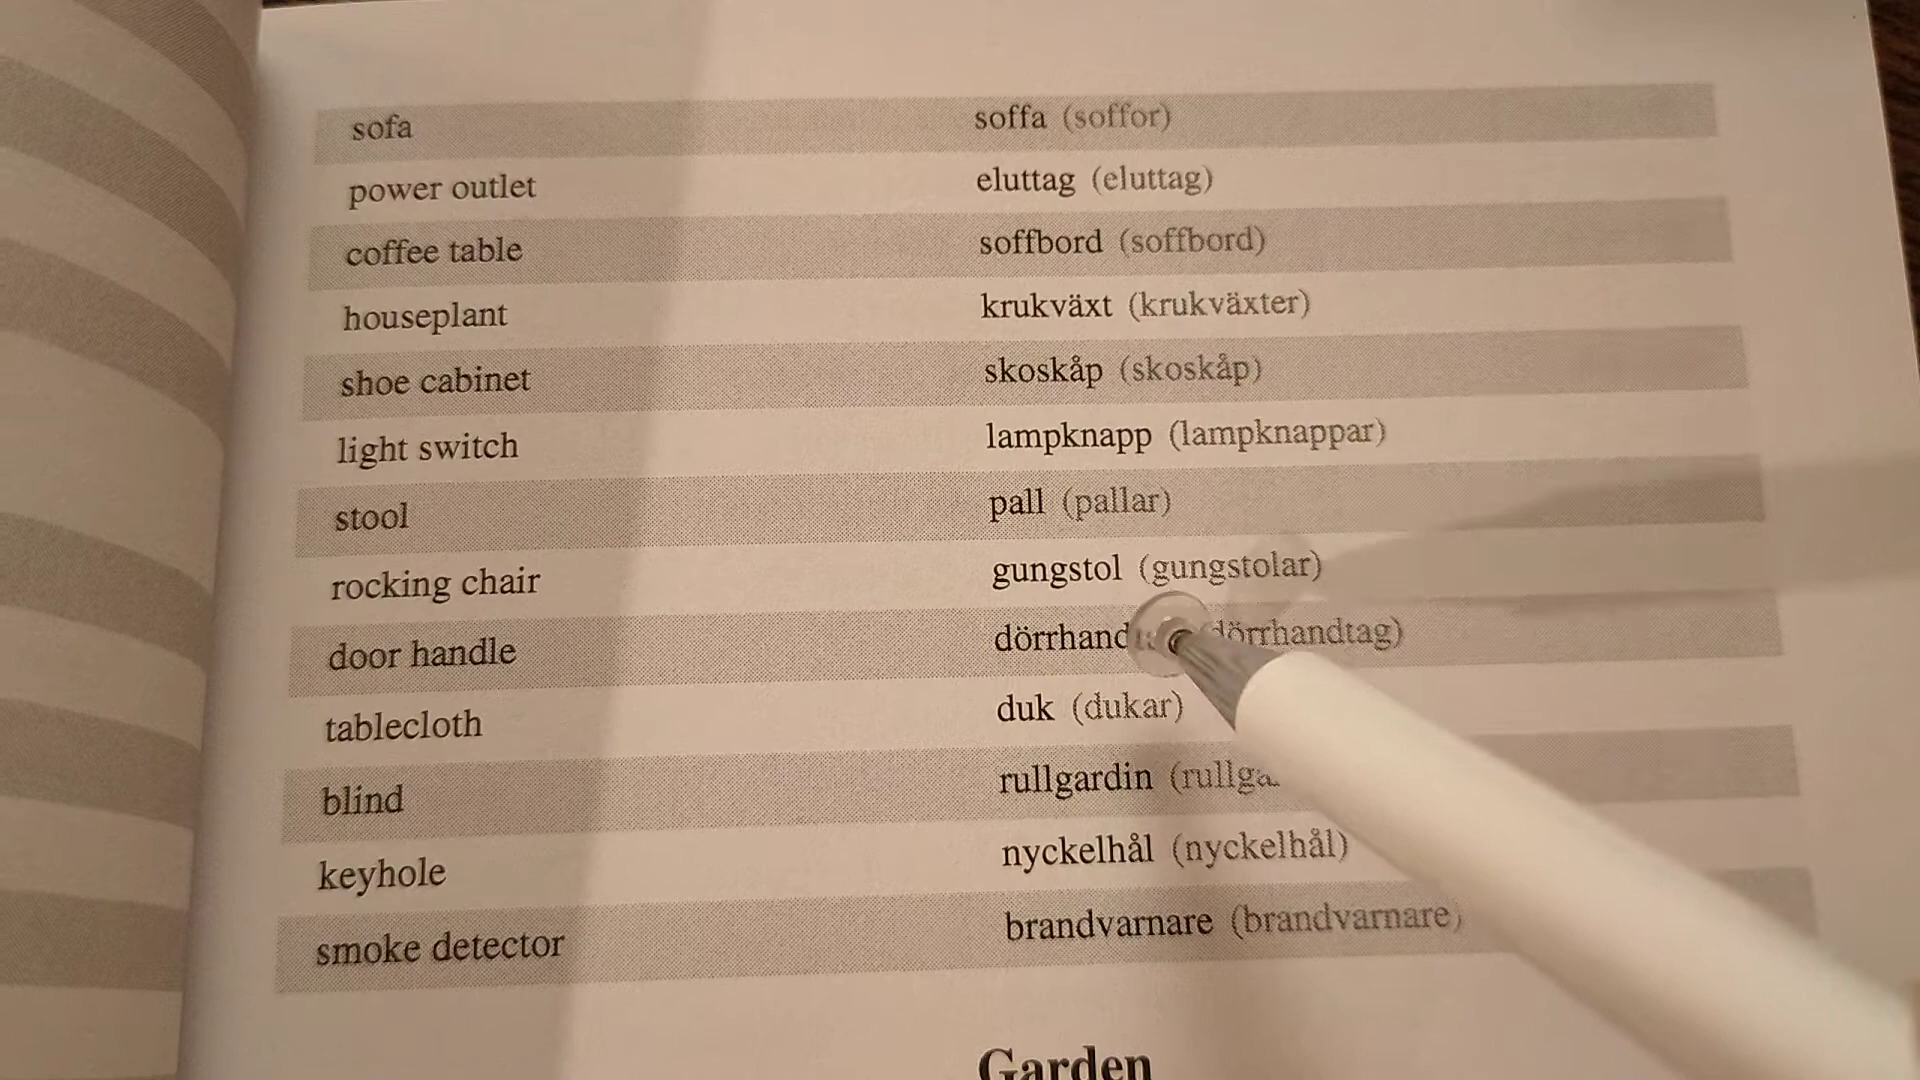 sofa soffa (soffor)
power outlet eluttag (eluttag)
coffee table soffbord (soffbord)
houseplant krukväxt (krukväxter)
shoe cabinet skoskåp (skoskåp)
light switch lampknapp (lampknappar)
stool pall (pallar)
rocking chair gungstol (gungstolar)
door handle (dörrhandtag)
tablecloth duk (dukar)
blind rullgardin
keyhole nyckelhål (nyckelhål)
smoke detector brandvarnare (brandvarnare)
Garden